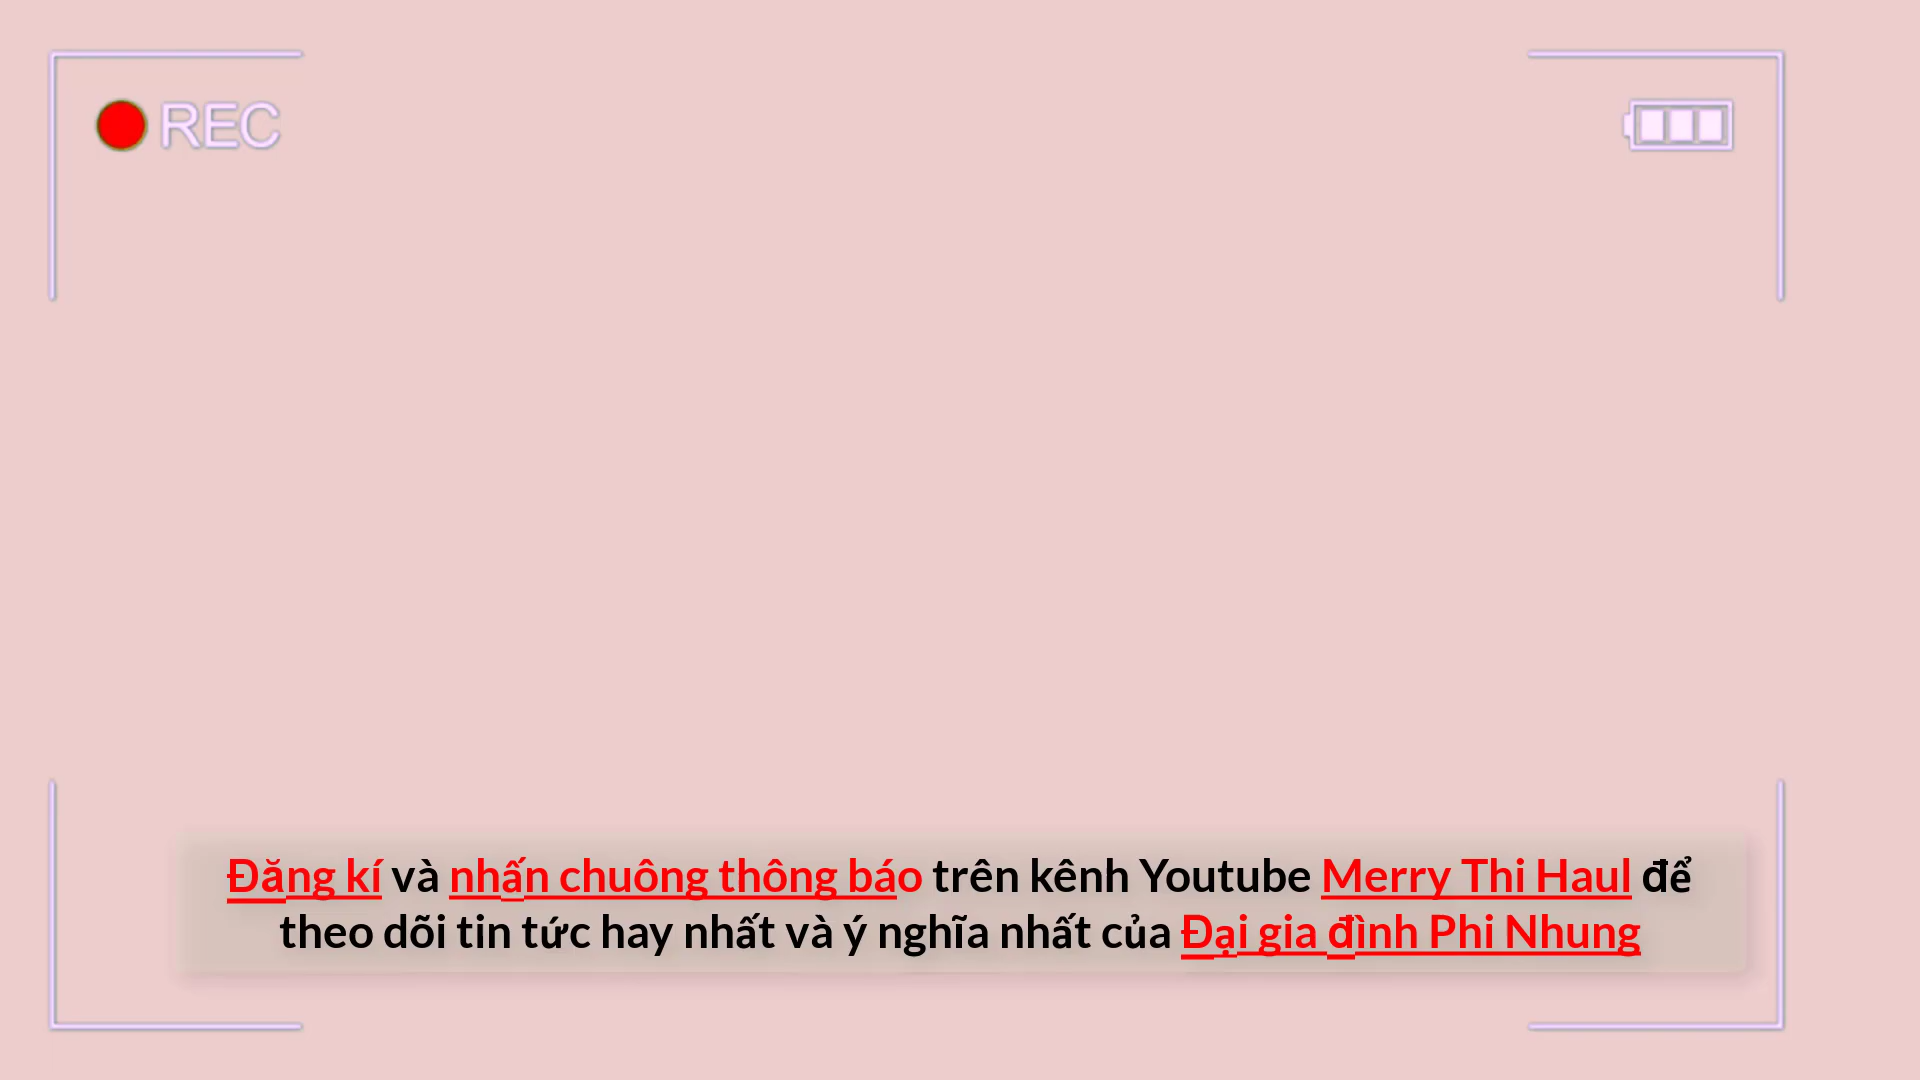 REC
Đăng kí và nhấn chuông thông báo trên kênh Youtube Merry Thi Haul để
theo dõi tin tức hay nhất và ý nghĩa nhất của Đại gia đình Phi Nhung